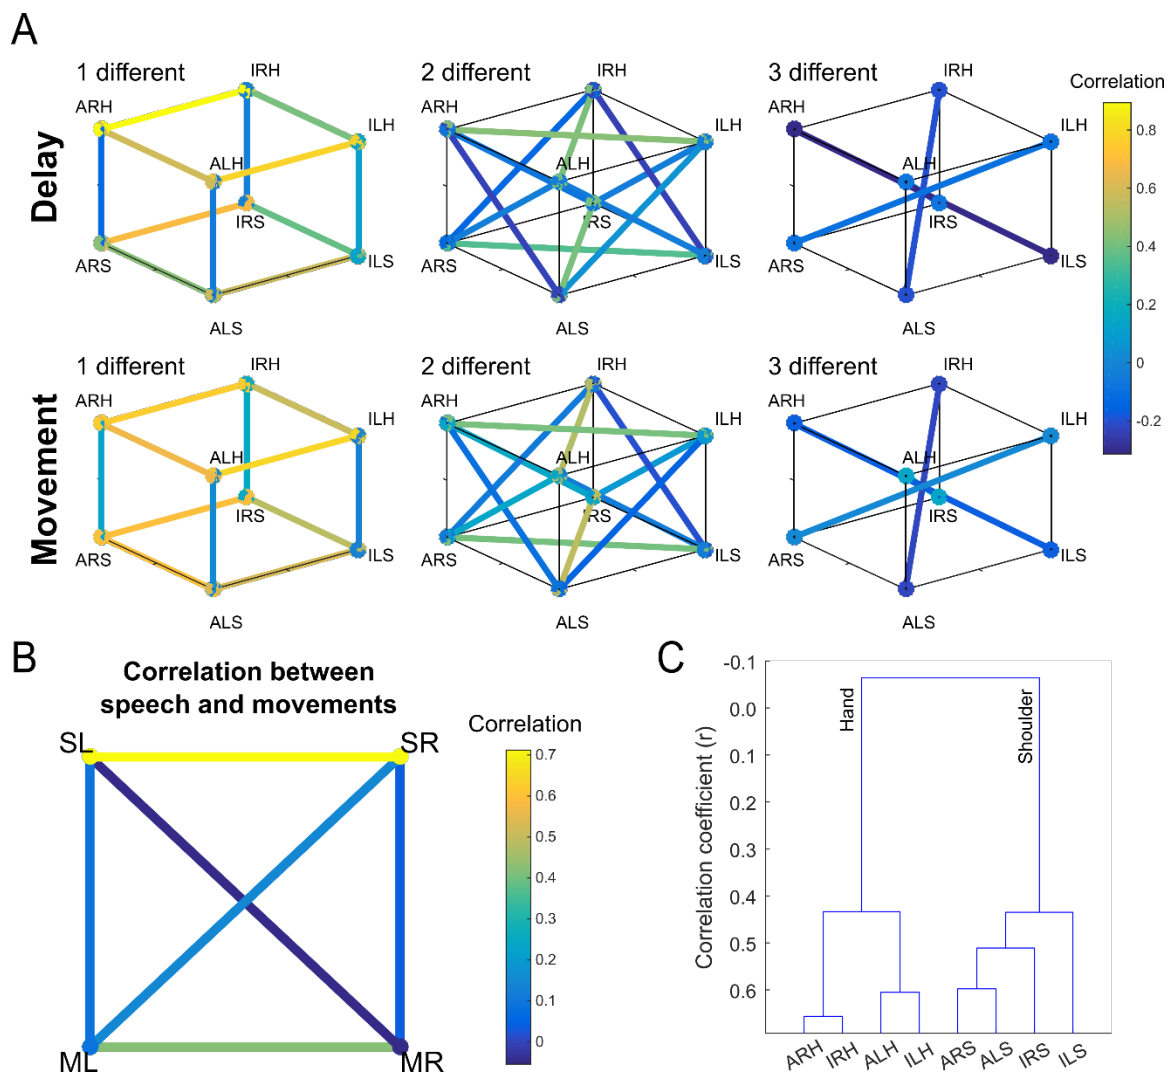 A
1 different
2 different
3 different
Correlation
Delay
IRH
ARH
ILH
ALH
IRS
ARS
ILS
ALS
IRH
ARH
ILH
ALH
IRS
ARS
ILS
ALS
IRH
ARH
ILH
ALH
IRS
ARS
ILS
ALS
0.8
0.6
0.4
0.2
0
-0.2
Movement
1 different
2 different
3 different
IRH
ARH
ILH
ALH
IRS
ARS
ILS
ALS
IRH
ARH
ILH
ALH
IRS
ARS
ILS
ALS
IRH
ARH
ILH
ALH
IRS
ARS
ILS
ALS
B
Correlation between
speech and movements
Correlation
SL
SR
ML
MR
0.7
0.6
0.5
0.4
0.3
0.2
0.1
0
C
Correlation coefficient (r)
-0.1
0.0
0.1
0.2
0.3
0.4
0.5
0.6
Hand
Shoulder
ARH
IRH
ALH
ILH
ARS
ALS
IRS
ILS